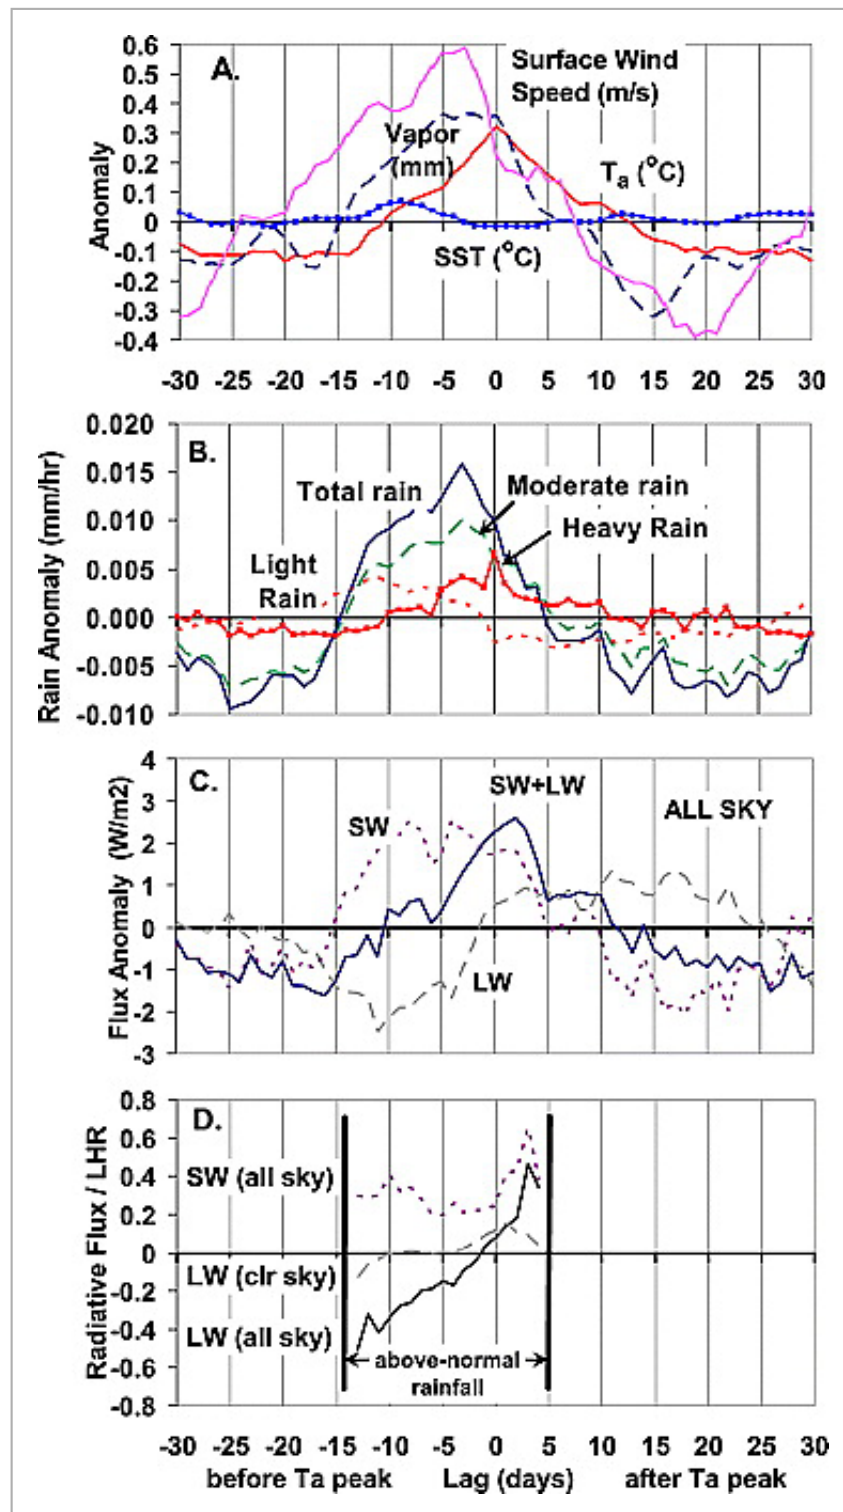 A.
0.6
0.5
0.4
0.3
0.2
0.1
0
-0.1
-0.2
-0.3
-0.4
Anomaly
Surface Wind
Speed (m/s)
Vapor
(mm)
Ta (°C)
SST (°C)
-30 -25 -20 -15 -10 -5 0 5 10 15 20 25 30
B.
0.020
0.015
0.010
0.005
0.000
-0.005
-0.010
Rain Anomaly (mm/hr)
Total rain
Moderate rain
Heavy Rain
Light
Rain
C.
4
3
2
1
0
-1
-2
-3
Flux Anomaly (W/m2)
SW+LW
SW
ALL SKY
LW
D.
0.8
0.6
0.4
0.2
0
-0.2
-0.4
-0.6
-0.8
Radiative Flux / LHR
SW (all sky)
LW (clr sky)
LW (all sky)
above-normal
rainfall
-30 -25 -20 -15 -10 -5 0 5 10 15 20 25 30
before Ta peak Lag (days) after Ta peak